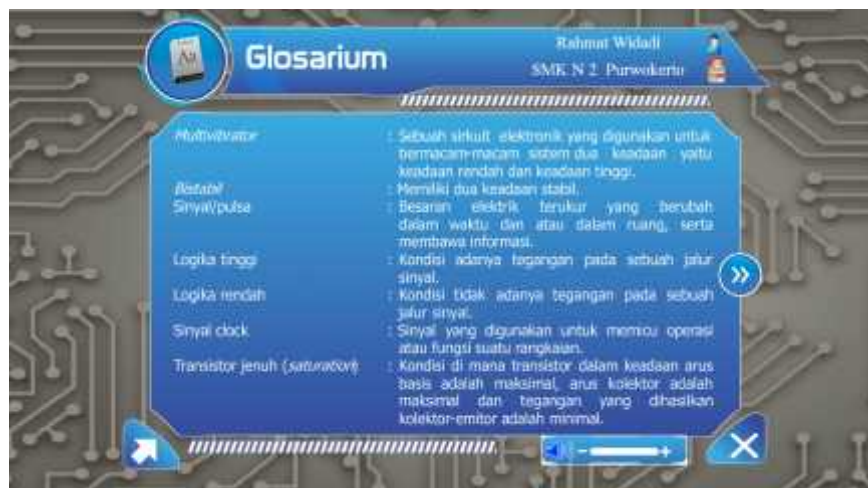 Glosarium
Rahmat Widadi
SMK N 2 Purwokerto
Multivibrator : Sebuah sirkuit elektronik yang digunakan untuk
bermacam-macam sistem dua keadaan yaitu
keadaan rendah dan keadaan tinggi.
Bistabil : Memiliki dua keadaan stabil.
Sinyal/pulsa : Besaran elektrik terukur yang berubah
dalam waktu dan atau dalam ruang, serta
membawa informasi.
Logika tinggi : Kondisi adanya tegangan pada sebuah jalur
sinyal.
Logika rendah : Kondisi tidak adanya tegangan pada sebuah
jalur sinyal.
Sinyal clock : Sinyal yang digunakan untuk memicu operasi
atau fungsi suatu rangkaian.
Transistor jenuh (saturation) : Kondisi di mana transistor dalam keadaan arus
basis adalah maksimal, arus kolektor adalah
maksimal dan tegangan yang dihasilkan
kolektor-emitor adalah minimal.